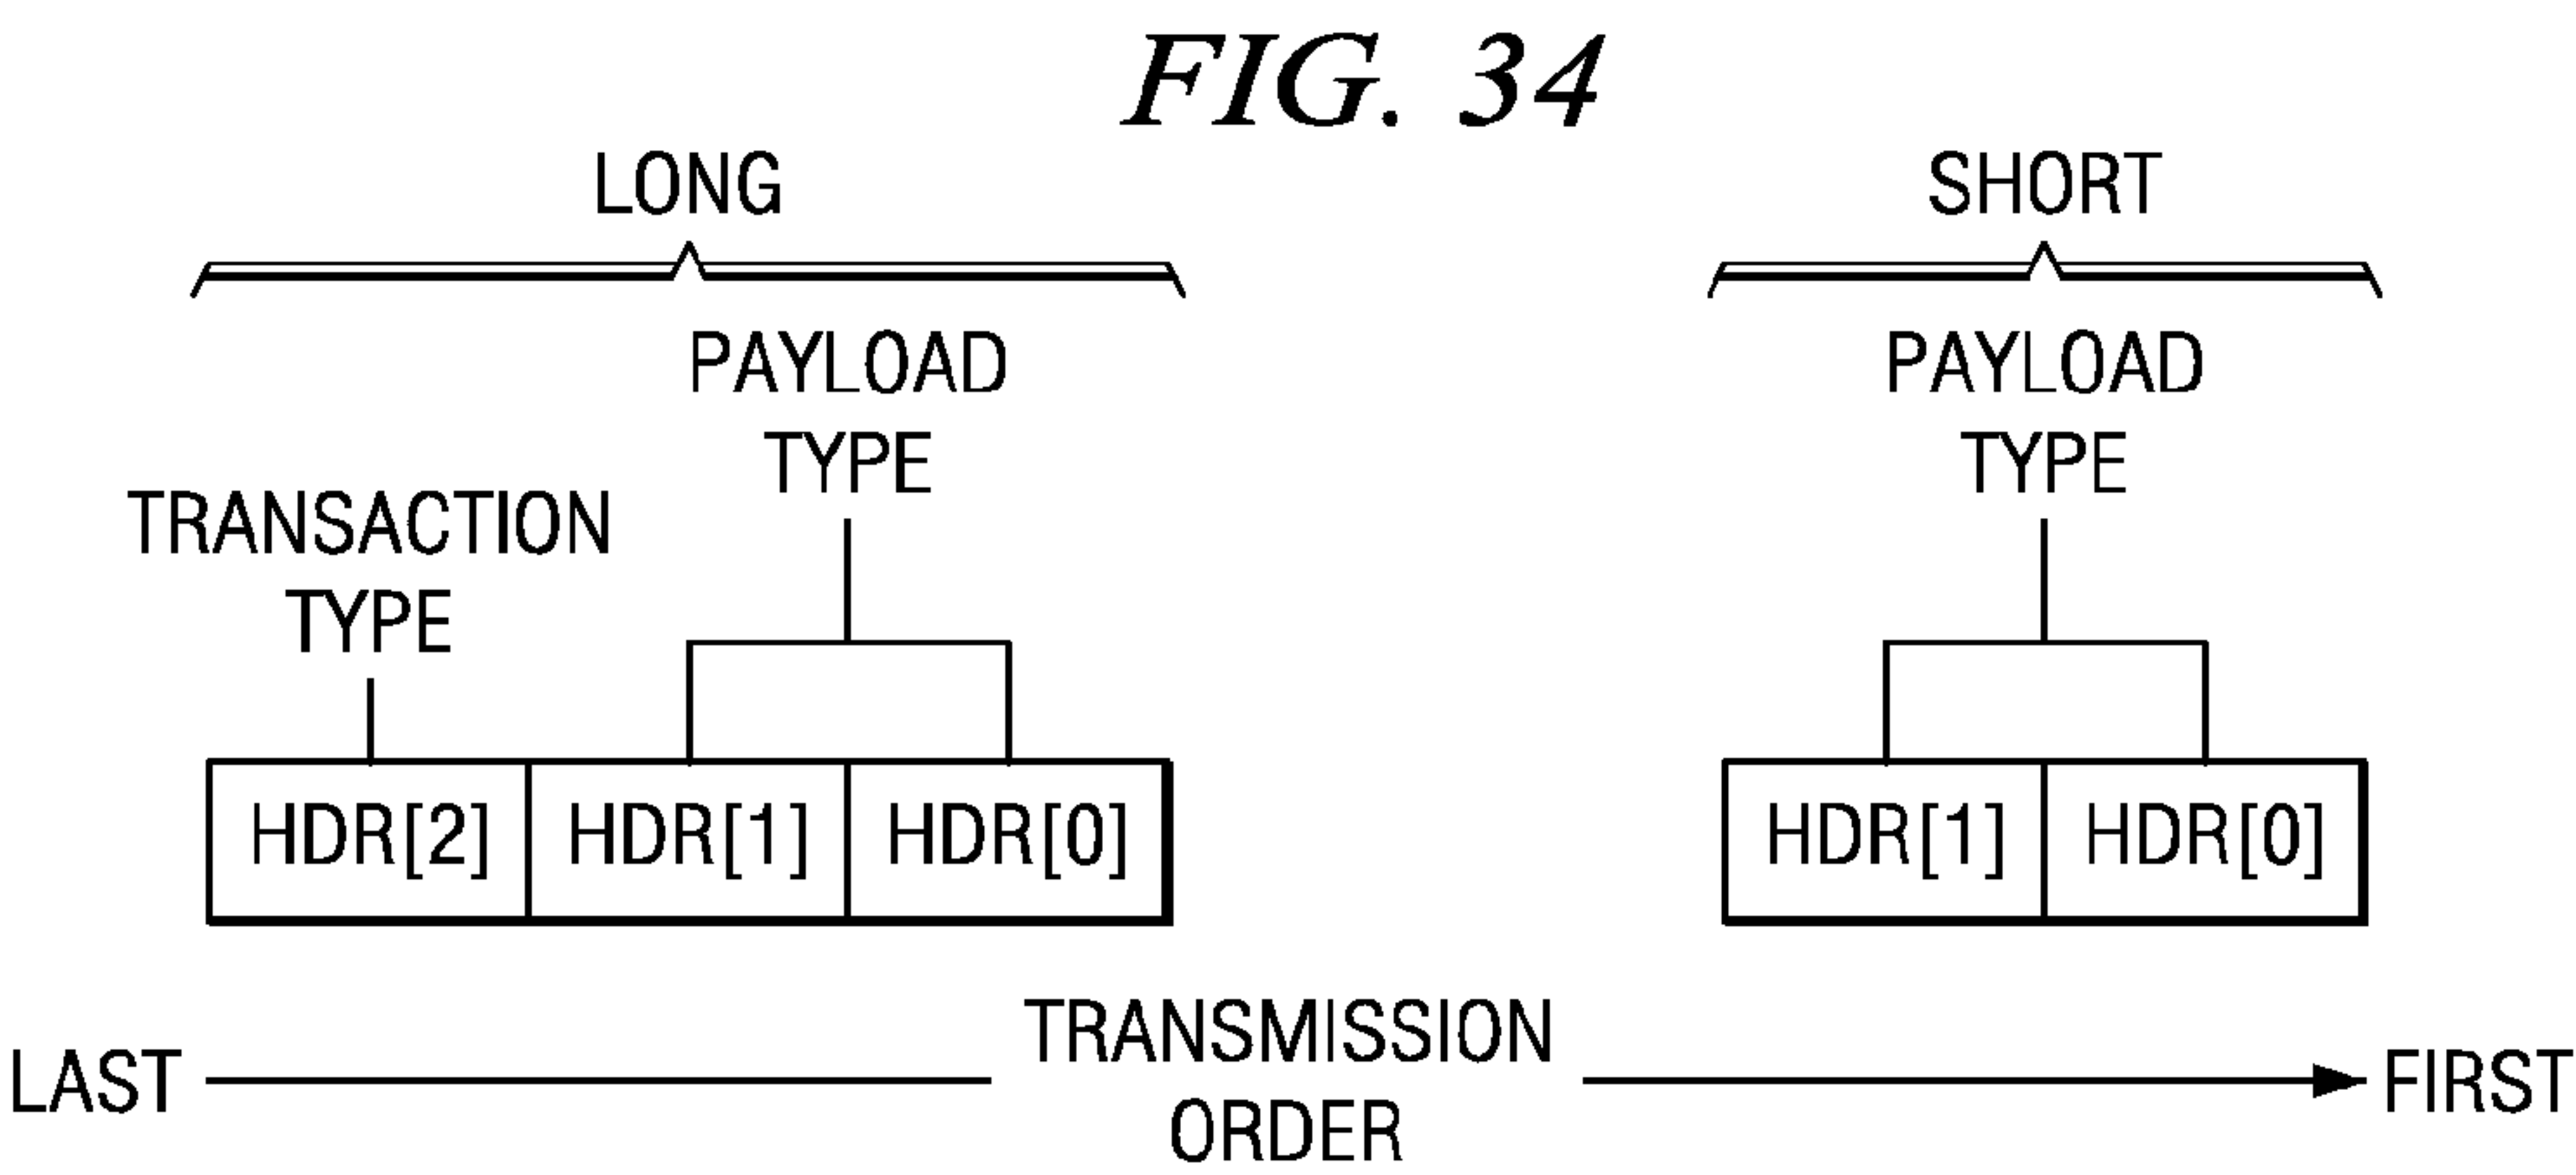 FIG. 34
LONG
SHORT
PAYLOAD
TYPE
PAYLOAD
TYPE
TRANSACTION
TYPE
HDR[2] HDR[1] HDR[0]
HDR[1] HDR[0]
LAST
TRANSMISSION
ORDER
FIRST